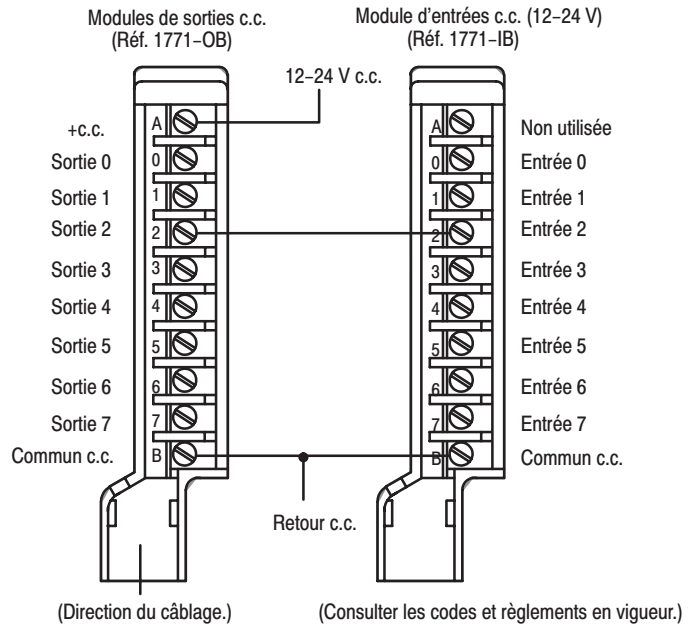 Modules de sorties c.c.
(Réf. 1771–OB)
Module d'entrées c.c. (12–24 V)
(Réf. 1771–IB)
12–24 V c.c.
+c.c. A A Non utilisée
Sortie 0 0 0 Entrée 0
Sortie 1 1 1 Entrée 1
Sortie 2 2 2 Entrée 2
Sortie 3 3 3 Entrée 3
Sortie 4 4 4 Entrée 4
Sortie 5 5 5 Entrée 5
Sortie 6 6 6 Entrée 6
Sortie 7 7 7 Entrée 7
Commun c.c. B B Commun c.c.
Retour c.c.
(Direction du câblage.)
(Consulter les codes et règlements en vigueur.)